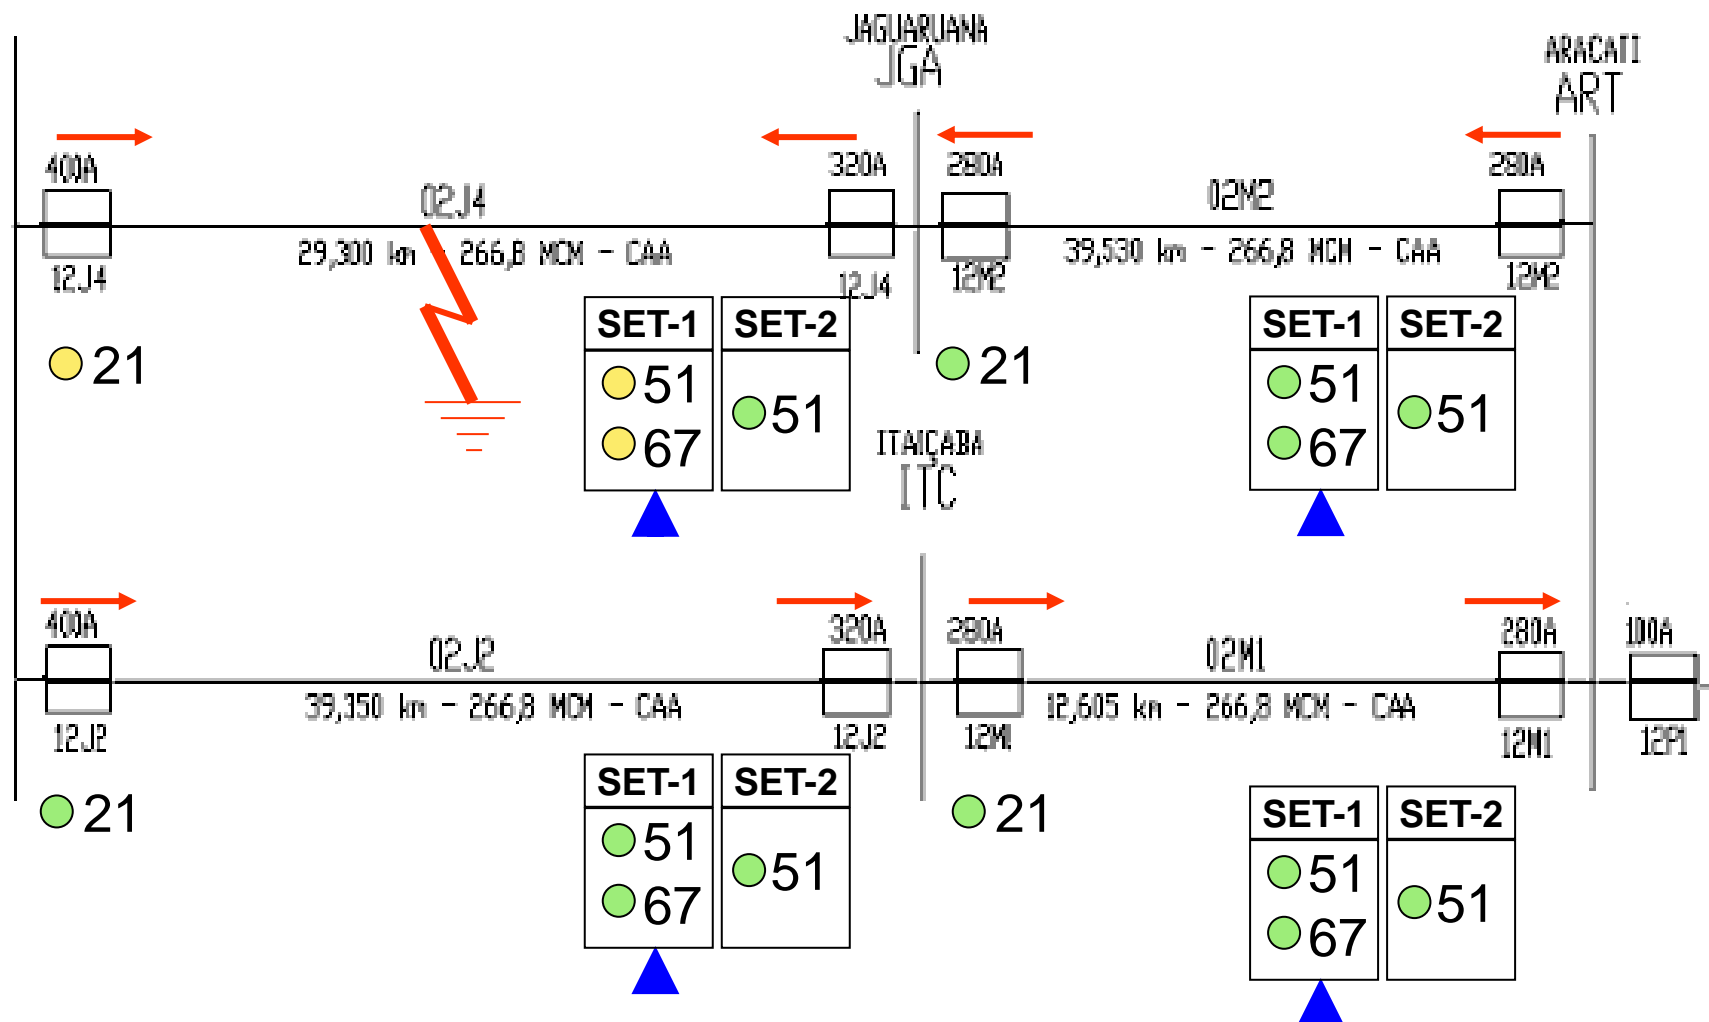 JAGUARUANA
JGA
ARACATI
ART
400A
320A
280A
280A
02J4
02M2
29,300 km - 266,8 MCM - CAA
39,530 km - 266,8 MCM - CAA
12J4
12J4
12M2
12M2
SET-1
SET-2
SET-1
SET-2
21
51
67
51
21
51
67
51
ITAIÇABA
ITC
400A
320A
280A
280A
100A
02J2
02M1
39,350 km - 266,8 MCM - CAA
12,605 km - 266,8 MCM - CAA
12J2
12J2
12M1
12M1
12P1
SET-1
SET-2
SET-1
SET-2
21
51
67
51
21
51
67
51